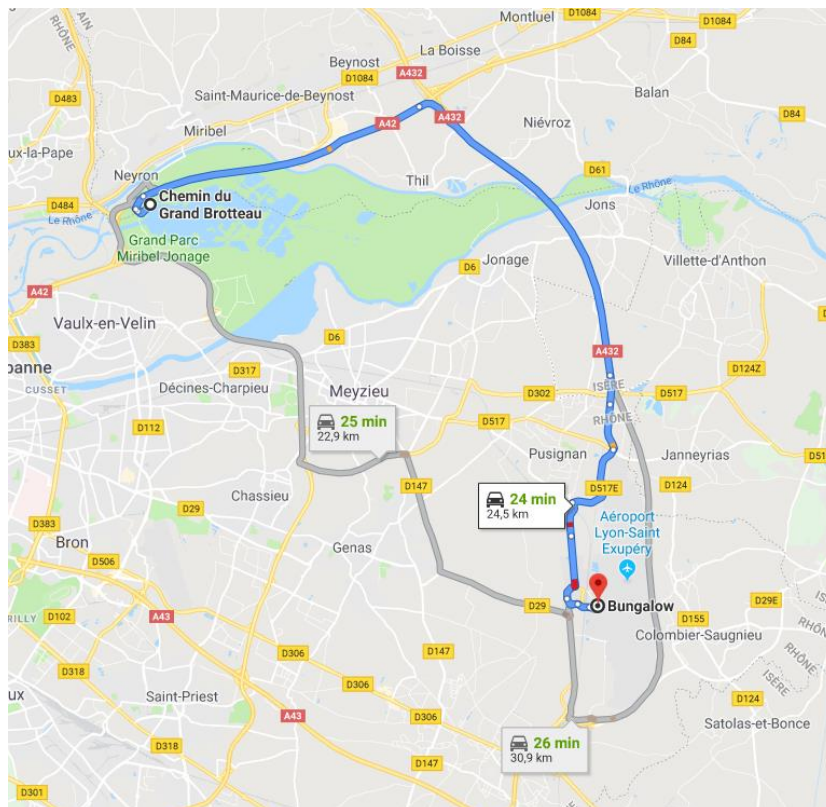 D1084
Montluel
AIN
RHÔNE
La Boisse
D84
A432
Beynost
D1084
A432
D483
Saint-Maurice-de-Beynost
Balan
A42
A432
D84
Miribel
Niévroz
ux-la-Pape
Neyron
Thil
D61
Le Rhône
Chemin du
Grand Brotteau
D484
Le Rhône
Jons
Grand Parc
Miribel-Jonage
D6
Jonage
Villette-d'Anthon
A42
Vaulx-en-Velin
D6
D383
A432
banne
D317
D124Z
CUSSET
Décines-Charpieu
ISÈRE
Meyzieu
D302
D517
RHÔNE
25 min
22,9 km
D517
D112
Pusignan
Janneyrias
D51
D147
24 min
24,5 km
D517E
D124
Chassieu
D29
Aéroport
Lyon-Saint
Exupéry
D383
Bron
Genas
D506
D29
Bungalow
D29E
D102
A43
D155
RILLY
Colombier-Saugnieu
D306
D147
ISÈRE
D318
D306
D124
Saint-Priest
A43
D306
Satolas-et-Bonce
ux
26 min
30,9 km
D318
D147
D301